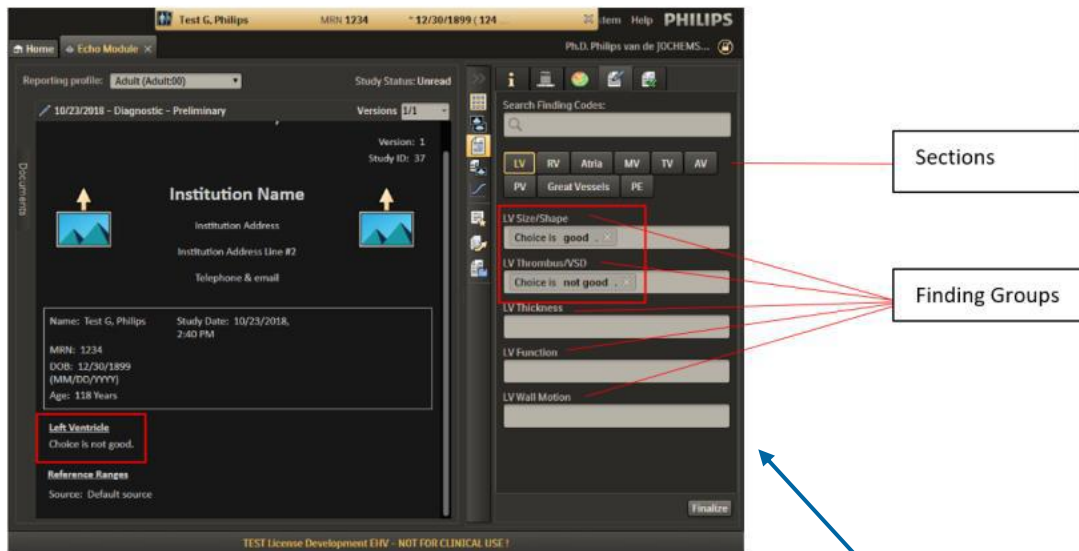 Test G, Philips MRN 1234 * 12/30/1899 (124 ... stem Help PHILIPS
Home Echo Module Ph.D. Philips van de JOCHEMS...
Reporting profile: Adult (Adult:00) Study Status: Unread
10/23/2018 - Diagnostic - Preliminary Versions 1/1
Documents
Version: 1
Study ID: 37
Institution Name
Institution Address
Institution Address Line #2
Telephone & email
Name: Test G, Philips Study Date: 10/23/2018,
2:40 PM
MRN: 1234
DOB: 12/30/1899
(MM/DD/YYYY)
Age: 118 Years
Left Ventricle
Choice is not good.
Reference Ranges
Source: Default source
Search Finding Codes:
LV RV Atria MV TV AV
PV Great Vessels PE
LV Size/Shape
Choice is good .
LV Thrombus/VSD
Choice is not good .
LV Thickness
LV Function
LV Wall Motion
Finalize
TEST License Development EHV - NOT FOR CLINICAL USE !
Sections
Finding Groups